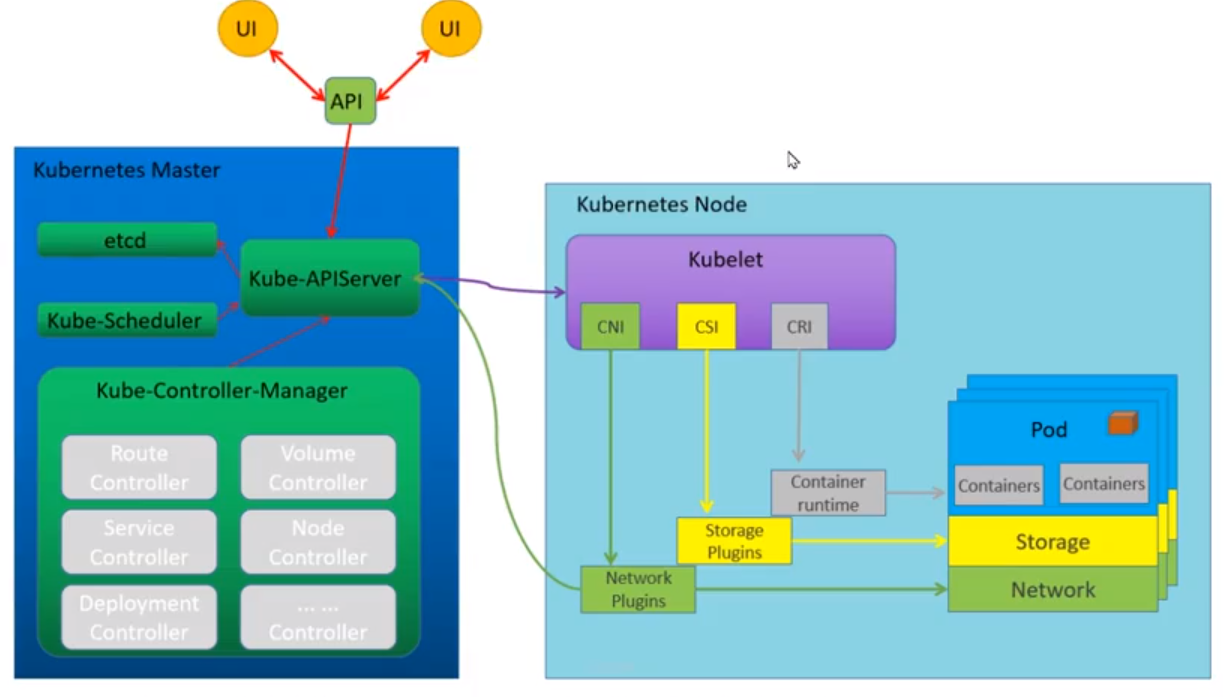 UI
UI
API
Kubernetes Master
etcd
Kube-APIServer
Kube-Scheduler
Kube-Controller-Manager
Route
Controller
Volume
Controller
Service
Controller
Node
Controller
Deployment
Controller
... ...
Controller
Kubernetes Node
Kubelet
CNI
CSI
CRI
Pod
Container
runtime
Containers
Containers
Storage
Plugins
Storage
Network
Plugins
Network